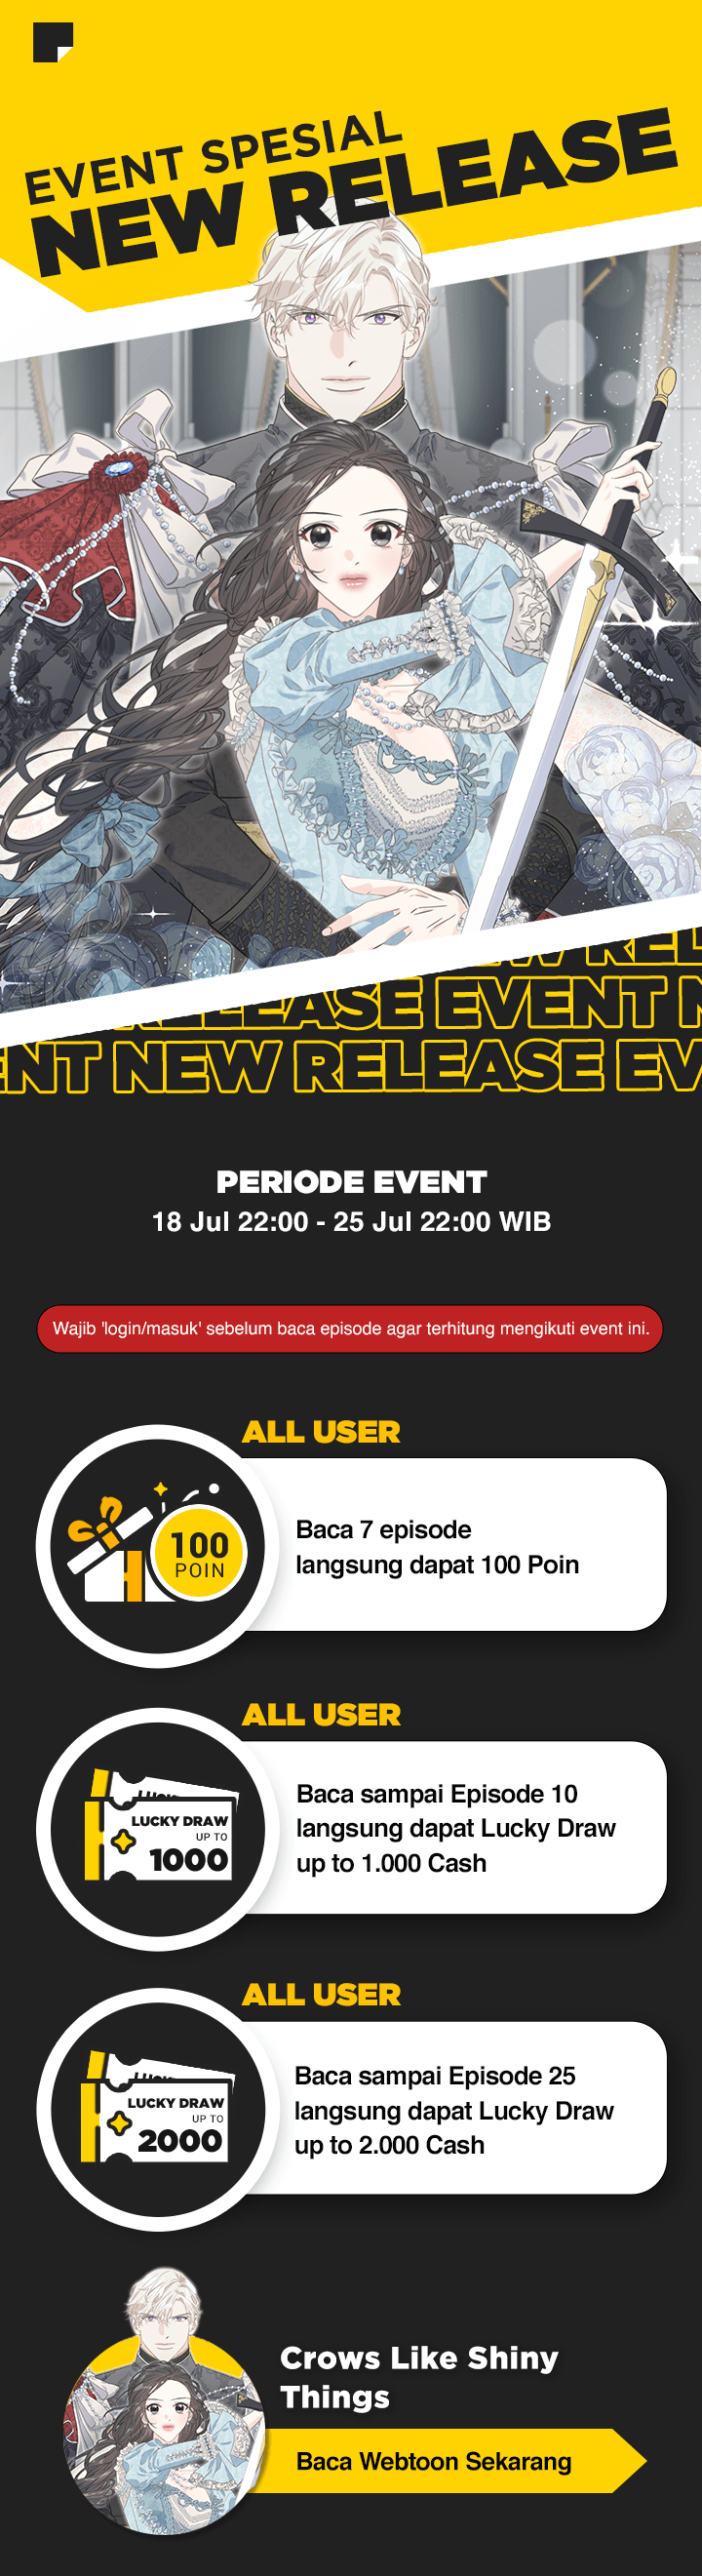 EVENT SPESIAL
NEW RELEASE
RELEASE EVENT
NEW RELEASE
PERIODE EVENT
18 Jul 22:00 - 25 Jul 22:00 WIB
Wajib 'login/masuk' sebelum baca episode agar terhitung mengikuti event ini.
ALL USER
100
POIN
Baca 7 episode
langsung dapat 100 Poin
ALL USER
LUCKY DRAW
UP TO
1000
Baca sampai Episode 10
langsung dapat Lucky Draw
up to 1.000 Cash
ALL USER
LUCKY DRAW
UP TO
2000
Baca sampai Episode 25
langsung dapat Lucky Draw
up to 2.000 Cash
Crows Like Shiny
Things
Baca Webtoon Sekarang